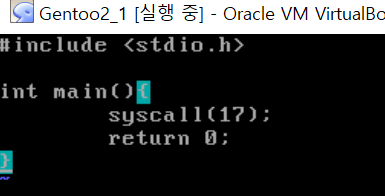 Gentoo2_1 [실행 중] - Oracle VM VirtualBo
#include <stdio.h>
int main(){
syscall(17);
return 0;
}
~